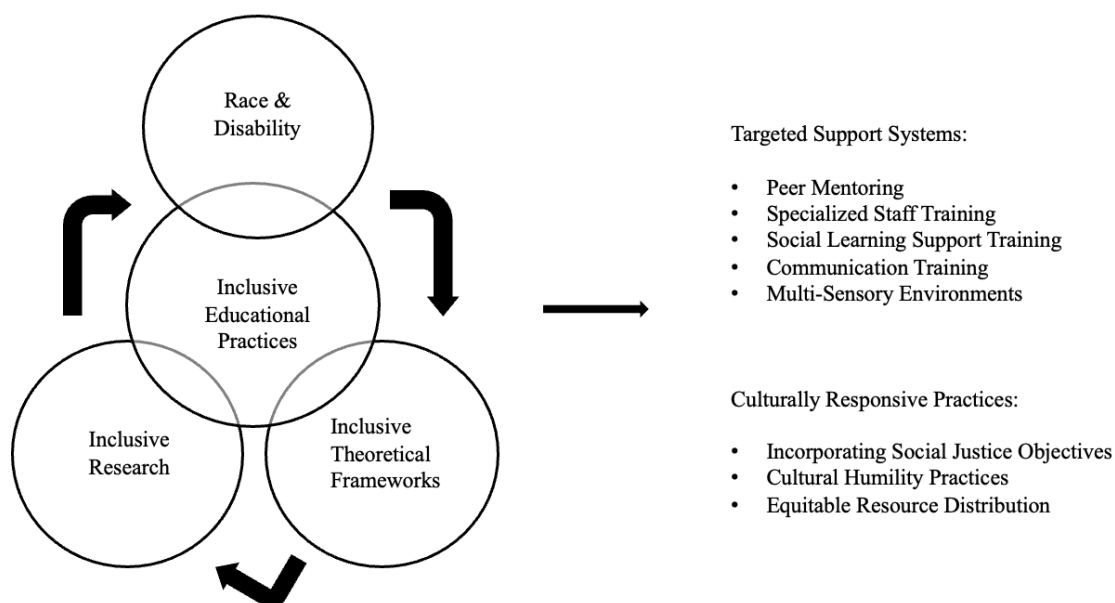 Race &
Disability
Inclusive
Educational
Practices
Inclusive
Research
Inclusive
Theoretical
Frameworks
Targeted Support Systems:
• Peer Mentoring
• Specialized Staff Training
• Social Learning Support Training
• Communication Training
• Multi-Sensory Environments
Culturally Responsive Practices:
• Incorporating Social Justice Objectives
• Cultural Humility Practices
• Equitable Resource Distribution